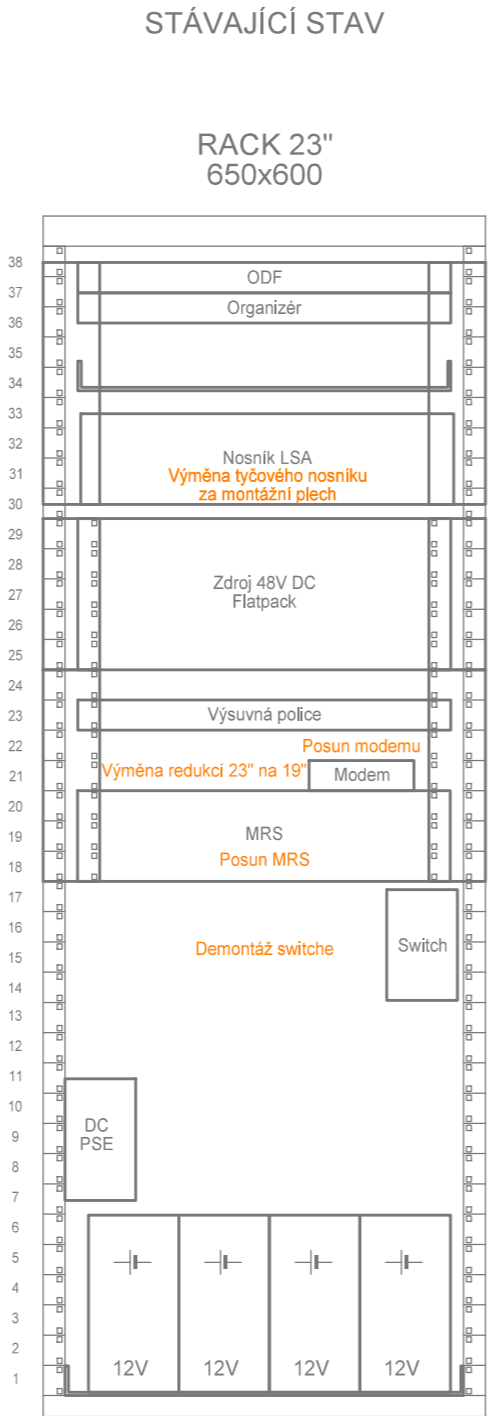 STÁVAJÍCÍ STAV
RACK 23"
650x600
38
ODF
37
Organizér
36
35
34
33
32
Nosník LSA
31
Výměna tyčového nosníku
za montážní plech
30
29
28
Zdroj 48V DC
27
Flatpack
26
25
24
23
Výsuvná police
22
Posun modemu
21
Výměna redukcí 23" na 19"
Modem
20
19
MRS
18
Posun MRS
17
16
Demontáž switche
Switch
15
14
13
12
11
10
DC
9
PSE
8
7
6
5
4
3
2
12V
12V
12V
12V
1